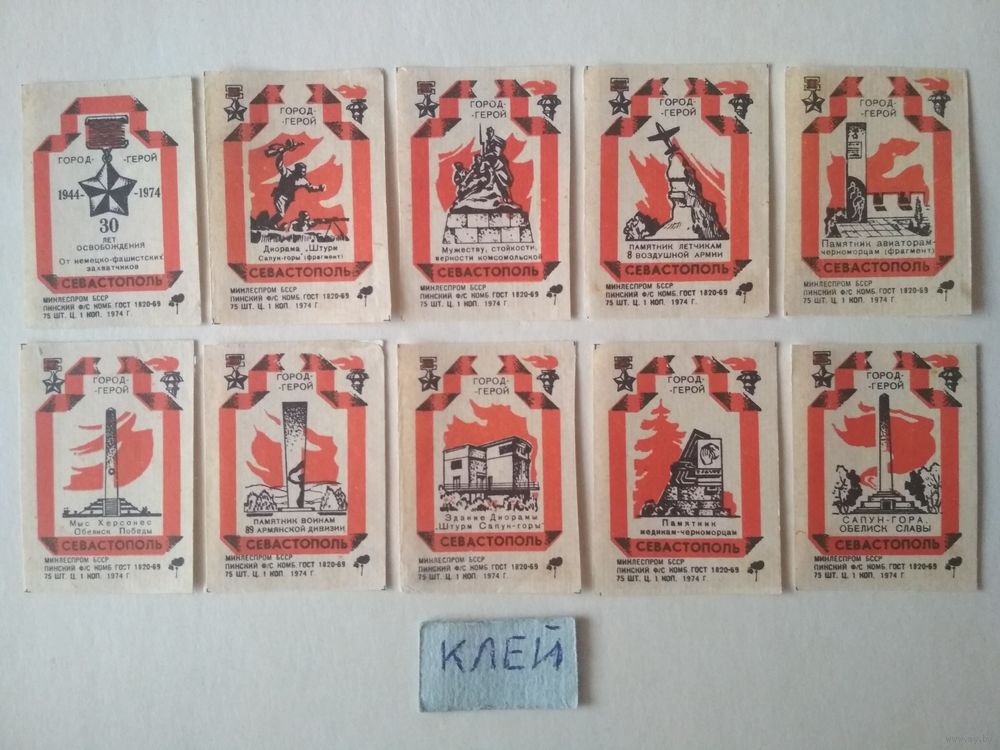 ГОРОД- -ГЕРОЙ
1944- -1974
30
ЛЕТ
ОСВОБОЖДЕНИЯ
От немецко-фашистских
захватчиков
СЕВАСТОПОЛЬ
МИНЛЕСПРОМ БССР
ПИНСКИЙ Ф/С КОМБ. ГОСТ 1820-69
75 ШТ. Ц. 1 КОП. 1974 Г.
ГОРОД-
-ГЕРОЙ
Диорама „Штурм
Сапун-горы" (фрагмент)
СЕВАСТОПОЛЬ
МИНЛЕСПРОМ БССР
ПИНСКИЙ Ф/С КОМБ. ГОСТ 1820-69
75 ШТ. Ц. 1 КОП. 1974 Г.
ГОРОД-
-ГЕРОЙ
Мужеству, стойкости,
верности комсомольской
СЕВАСТОПОЛЬ
МИНЛЕСПРОМ БССР
ПИНСКИЙ Ф/С КОМБ. ГОСТ 1820-69
75 ШТ. Ц. 1 КОП. 1974 Г.
ГОРОД-
-ГЕРОЙ
ПАМЯТНИК ЛЕТЧИКАМ
8 ВОЗДУШНОЙ АРМИИ
СЕВАСТОПОЛЬ
МИНЛЕСПРОМ БССР
ПИНСКИЙ Ф/С КОМБ. ГОСТ 1820-69
75 ШТ. Ц. 1 КОП. 1974 Г.
ГОРОД-
-ГЕРОЙ
Памятник авиаторам-
черноморцам (фрагмент)
СЕВАСТОПОЛЬ
МИНЛЕСПРОМ БССР
ПИНСКИЙ Ф/С КОМБ. ГОСТ 1820-69
75 ШТ. Ц. 1 КОП. 1974 Г.
ГОРОД-
-ГЕРОЙ
Мыс Херсонес
Обелиск Победы
СЕВАСТОПОЛЬ
МИНЛЕСПРОМ БССР
ПИНСКИЙ Ф/С КОМБ. ГОСТ 1820-69
75 ШТ. Ц. 1 КОП. 1974 Г.
ГОРОД-
-ГЕРОЙ
ПАМЯТНИК ВОИНАМ
89 АРМЯНСКОЙ ДИВИЗИИ
СЕВАСТОПОЛЬ
МИНЛЕСПРОМ БССР
ПИНСКИЙ Ф/С КОМБ. ГОСТ 1820-69
75 ШТ. Ц. 1 КОП. 1974 Г.
ГОРОД-
-ГЕРОЙ
Здание Диорамы
"Штурм Сапун-горы"
СЕВАСТОПОЛЬ
МИНЛЕСПРОМ БССР
ПИНСКИЙ Ф/С КОМБ. ГОСТ 1820-69
75 ШТ. Ц. 1 КОП. 1974 Г.
ГОРОД-
-ГЕРОЙ
Памятник
медикам-черноморцам
СЕВАСТОПОЛЬ
МИНЛЕСПРОМ БССР
ПИНСКИЙ Ф/С КОМБ. ГОСТ 1820-69
75 ШТ. Ц. 1 КОП. 1974 Г.
ГОРОД-
-ГЕРОЙ
САПУН-ГОРА,
ОБЕЛИСК СЛАВЫ
СЕВАСТОПОЛЬ
МИНЛЕСПРОМ БССР
ПИНСКИЙ Ф/С КОМБ. ГОСТ 1820-69
75 ШТ. Ц. 1 КОП. 1974 Г.
КЛЕЙ